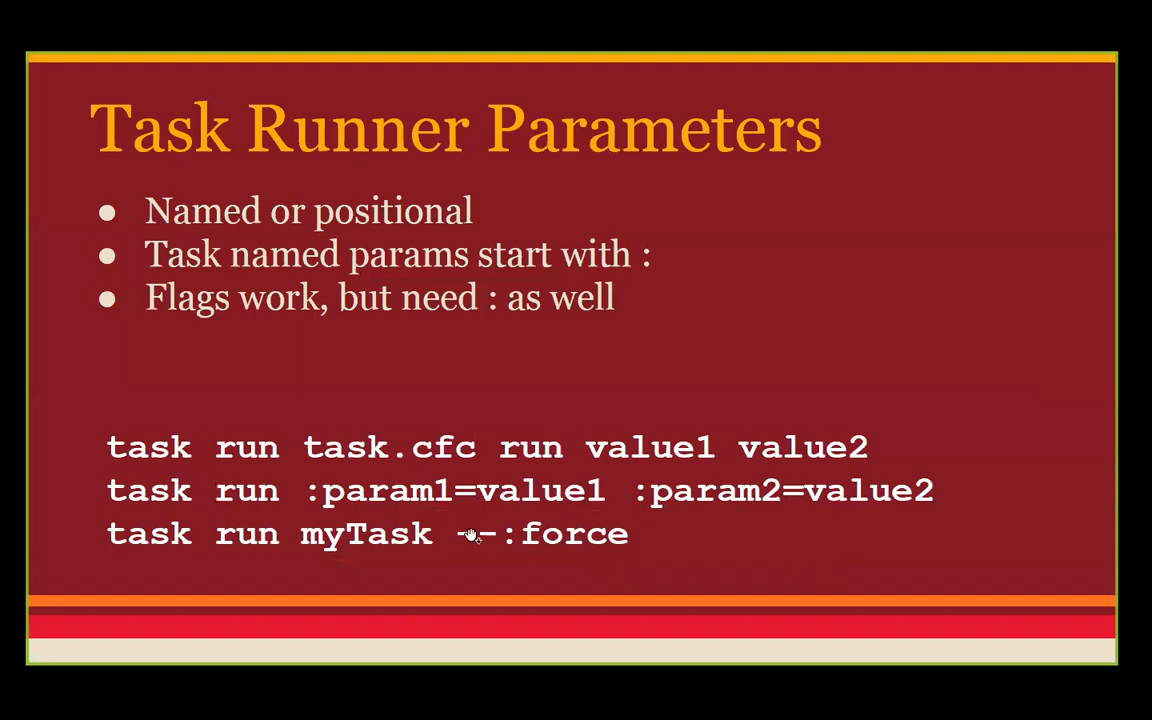 Task Runner Parameters
● Named or positional
● Task named params start with :
● Flags work, but need : as well
task run task.cfc run value1 value2
task run :param1=value1 :param2=value2
task run myTask --:force